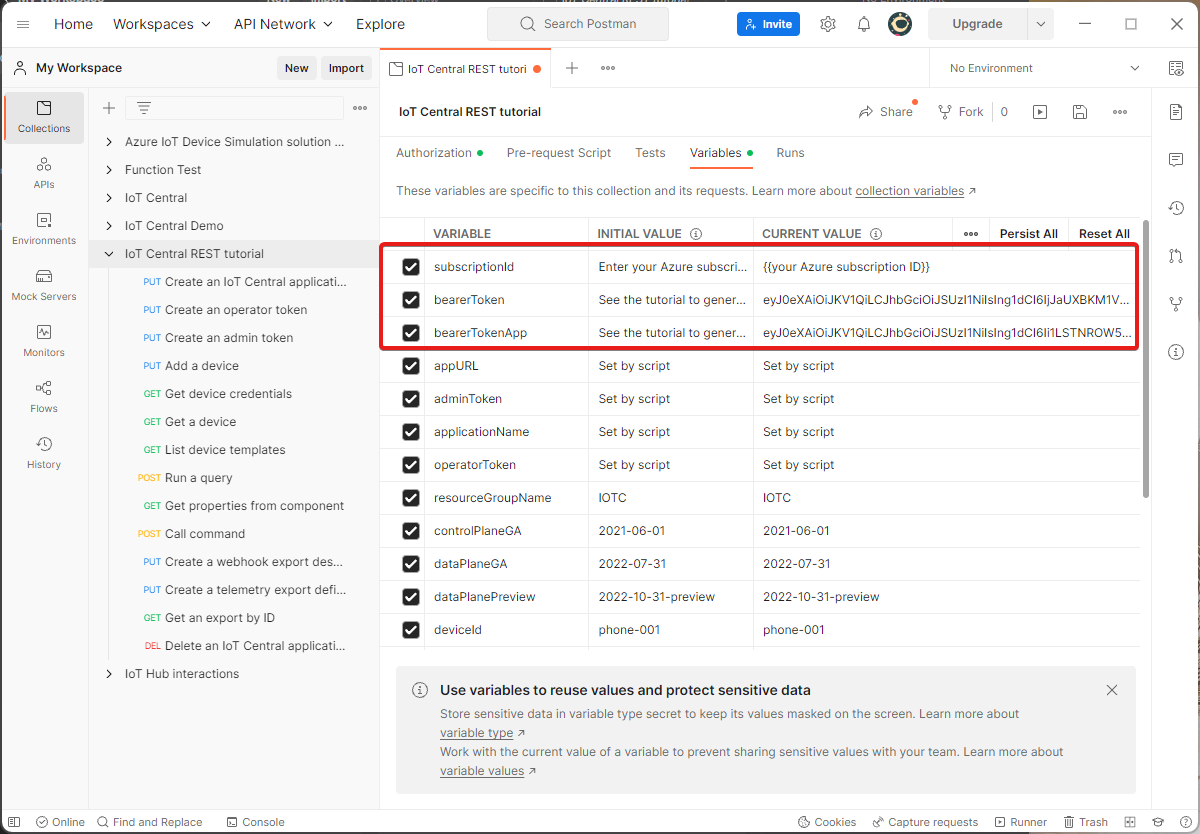 Home Workspaces API Network Explore Search Postman Invite Upgrade
My Workspace New Import IoT Central REST tutori No Environment
Collections
APIs
Environments
Mock Servers
Monitors
Flows
History
Azure IoT Device Simulation solution ...
Function Test
IoT Central
IoT Central Demo
IoT Central REST tutorial
PUT Create an IoT Central applicati...
PUT Create an operator token
PUT Create an admin token
PUT Add a device
GET Get device credentials
GET Get a device
GET List device templates
POST Run a query
GET Get properties from component
POST Call command
PUT Create a webhook export des...
PUT Create a telemetry export defi...
GET Get an export by ID
DEL Delete an IoT Central applicati...
IoT Hub interactions
IoT Central REST tutorial Share Fork 0
Authorization Pre-request Script Tests Variables Runs
These variables are specific to this collection and its requests. Learn more about collection variables ↗
VARIABLE INITIAL VALUE CURRENT VALUE Persist All Reset All
subscriptionId Enter your Azure subscri... {{your Azure subscription ID}}
bearerToken See the tutorial to gener... eyJ0eXAiOiJKV1QiLCJhbGciOiJSUzI1NiIsIng1dCI6IjJaUXBKM1V...
bearerTokenApp See the tutorial to gener... eyJ0eXAiOiJKV1QiLCJhbGciOiJSUzI1NiIsIng1dCI6Ii1LSTNROW5...
appURL Set by script Set by script
adminToken Set by script Set by script
applicationName Set by script Set by script
operatorToken Set by script Set by script
resourceGroupName IOTC IOTC
controlPlaneGA 2021-06-01 2021-06-01
dataPlaneGA 2022-07-31 2022-07-31
dataPlanePreview 2022-10-31-preview 2022-10-31-preview
deviceId phone-001 phone-001
Use variables to reuse values and protect sensitive data
Store sensitive data in variable type secret to keep its values masked on the screen. Learn more about
variable type ↗
Work with the current value of a variable to prevent sharing sensitive values with your team. Learn more about
variable values ↗
Online Find and Replace Console Cookies Capture requests Runner Trash